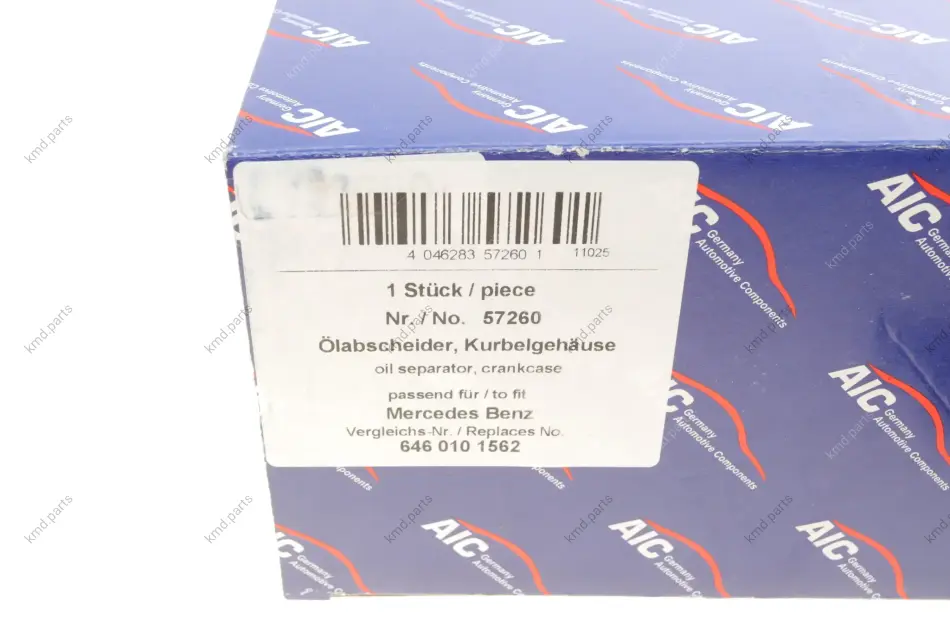 4 046283 57260 1 11025
1 Stück / piece
Nr. / No. 57260
Ölabscheider, Kurbelgehäuse
oil separator, crankcase
passend für / to fit
Mercedes Benz
Vergleichs-Nr. / Replaces No.
646 010 1562
AIC Germany
Automotive Components
kmd.parts